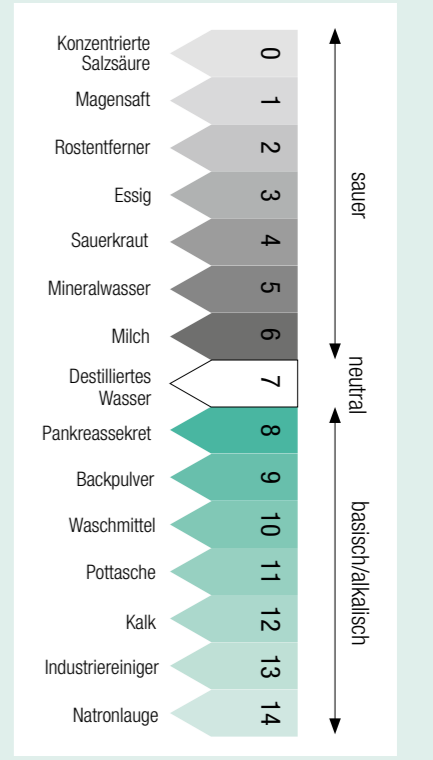 Konzentrierte
Salzsäure
0
Magensaft
1
Rostentferner
2
Essig
3
Sauerkraut
4
Mineralwasser
5
Milch
6
sauer
Destilliertes
Wasser
7
neutral
Pankreassekret
8
Backpulver
9
Waschmittel
10
Pottasche
11
Kalk
12
Industriereiniger
13
Natronlauge
14
basisch/alkalisch